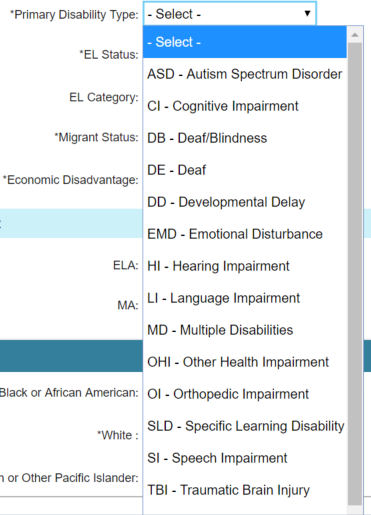 *Primary Disability Type: - Select -
- Select -
*EL Status:
ASD - Autism Spectrum Disorder
EL Category:
CI - Cognitive Impairment
*Migrant Status:
DB - Deaf/Blindness
DE - Deaf
*Economic Disadvantage:
DD - Developmental Delay
EMD - Emotional Disturbance
ELA:
HI - Hearing Impairment
MA:
LI - Language Impairment
MD - Multiple Disabilities
OHI - Other Health Impairment
Black or African American:
OI - Orthopedic Impairment
*White :
SLD - Specific Learning Disability
SI - Speech Impairment
or Other Pacific Islander:
TBI - Traumatic Brain Injury